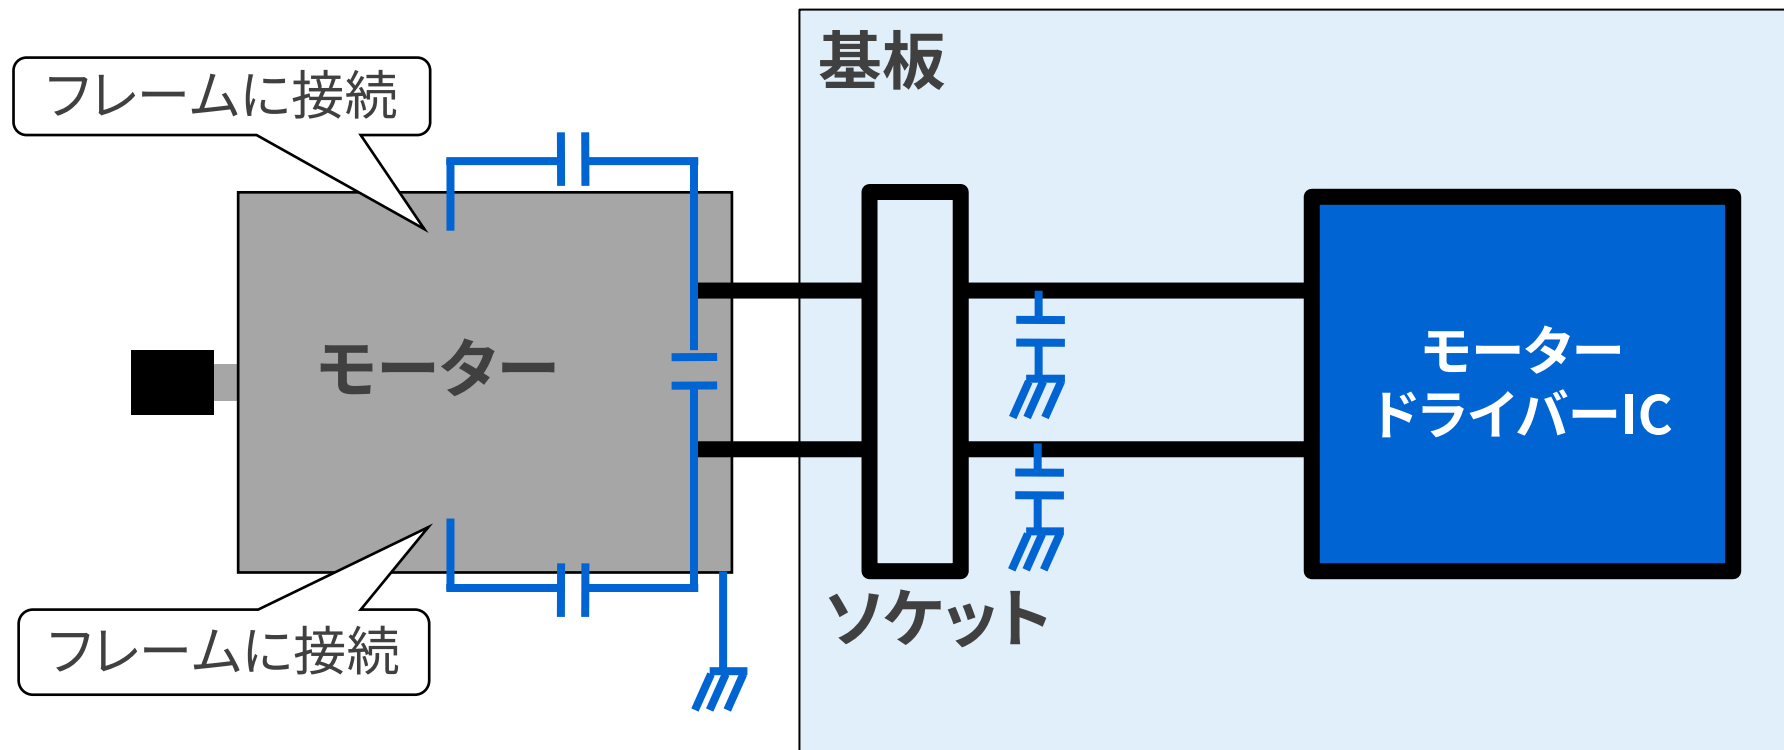 基板
フレームに接続
モーター
モーター
ドライバーIC
ソケット
フレームに接続